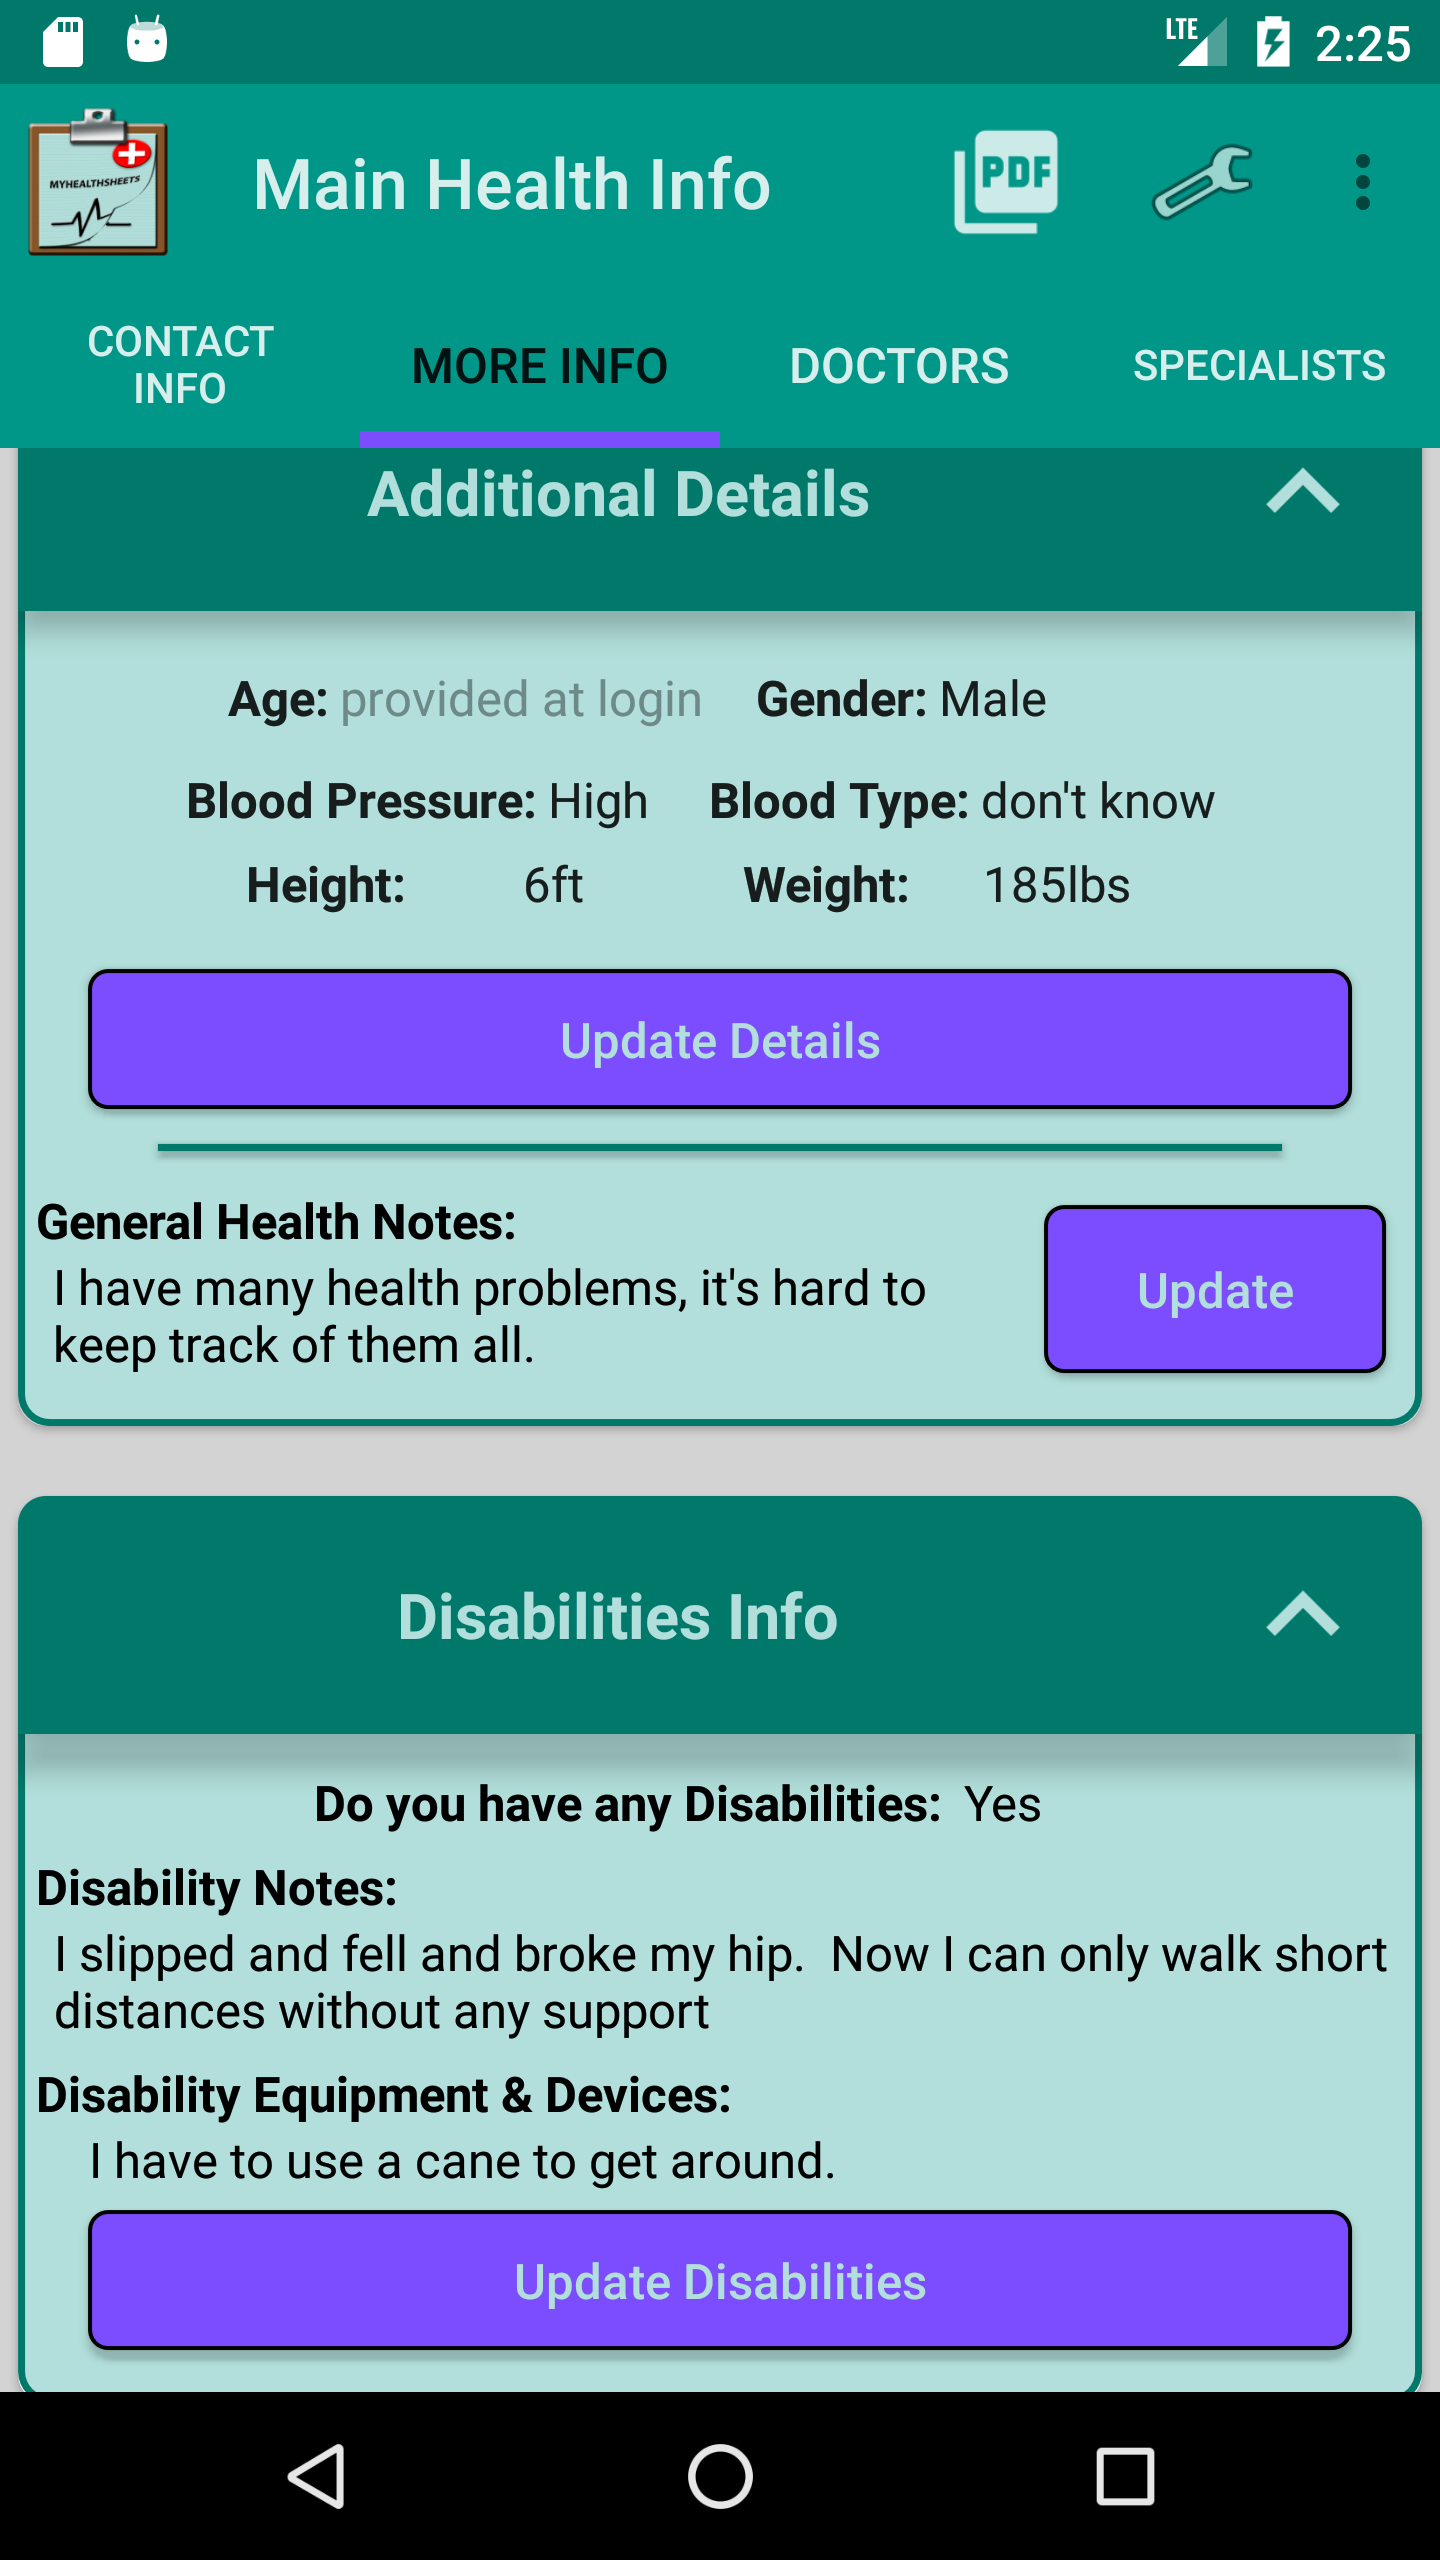 LTE 2:25
MYHEALTHSHEETS
Main Health Info
PDF
CONTACT
INFO
MORE INFO
DOCTORS
SPECIALISTS
Additional Details
Age: provided at login Gender: Male
Blood Pressure: High Blood Type: don't know
Height: 6ft Weight: 185lbs
Update Details
General Health Notes:
I have many health problems, it's hard to
keep track of them all.
Update
Disabilities Info
Do you have any Disabilities: Yes
Disability Notes:
I slipped and fell and broke my hip.  Now I can only walk short
distances without any support
Disability Equipment & Devices:
I have to use a cane to get around.
Update Disabilities